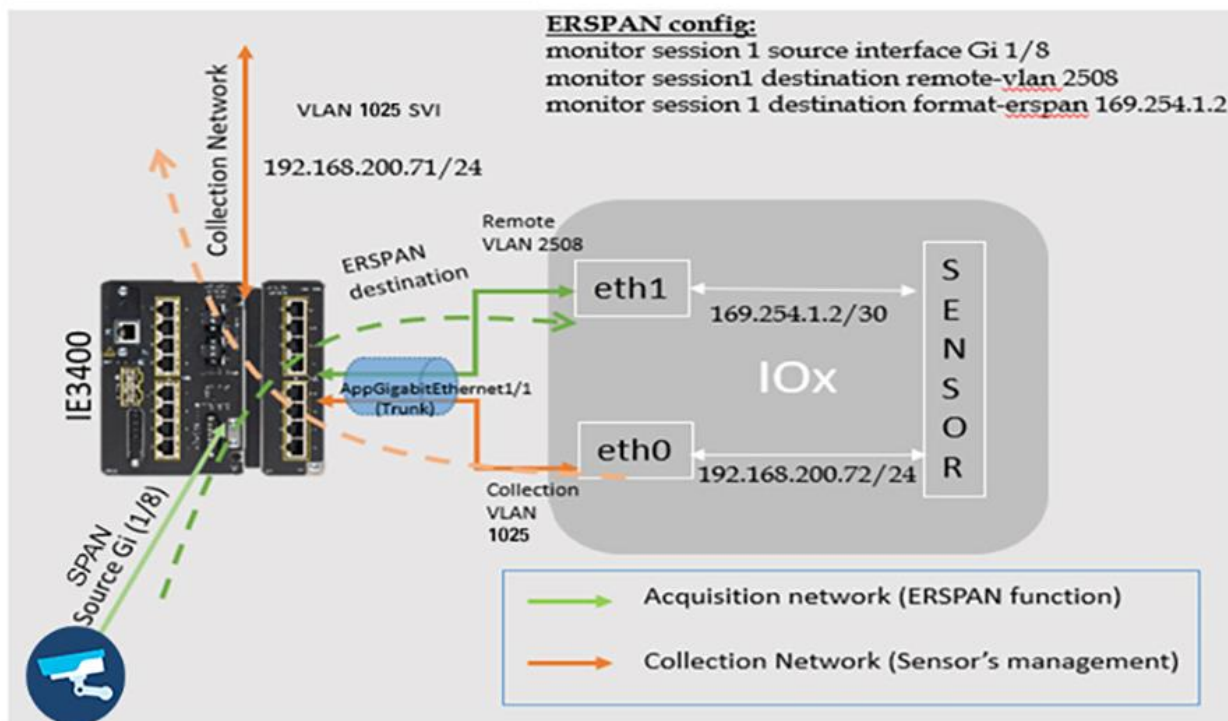 ERSPAN config:
monitor session 1 source interface Gi 1/8
monitor session1 destination remote-vlan 2508
monitor session 1 destination format-erspan 169.254.1.2
Collection Network
VLAN 1025 SVI
192.168.200.71/24
Remote
VLAN 2508
ERSPAN
destination
eth1
169.254.1.2/30
SENSOR
IE3400
AppGigabitEthernet1/1
(Trunk)
IOx
eth0
192.168.200.72/24
Collection
VLAN
1025
SPAN
Source Gi (1/8)
Acquisition network (ERSPAN function)
Collection Network (Sensor's management)